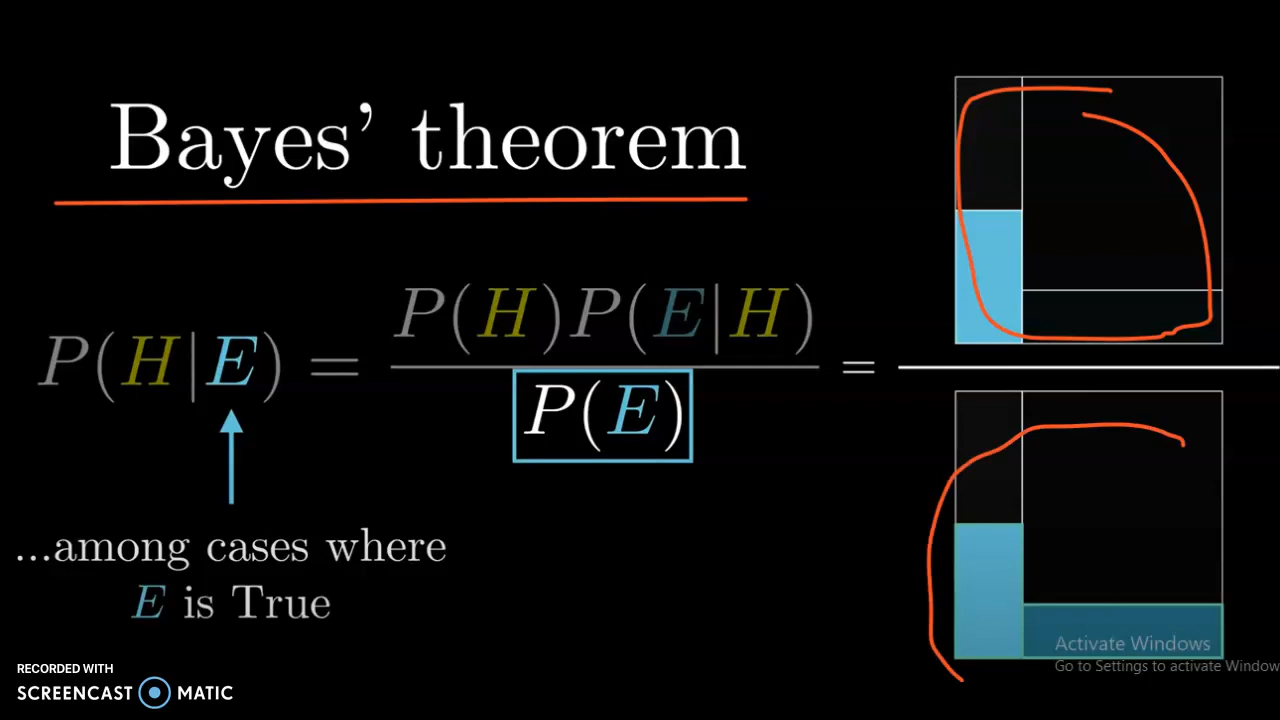 Bayes’ theorem
P(H|E) = P(H)P(E|H) =
P(E)
...among cases where
E is True
Activate Windows
Go to Settings to activate Window
RECORDED WITH
SCREENCAST MATIC